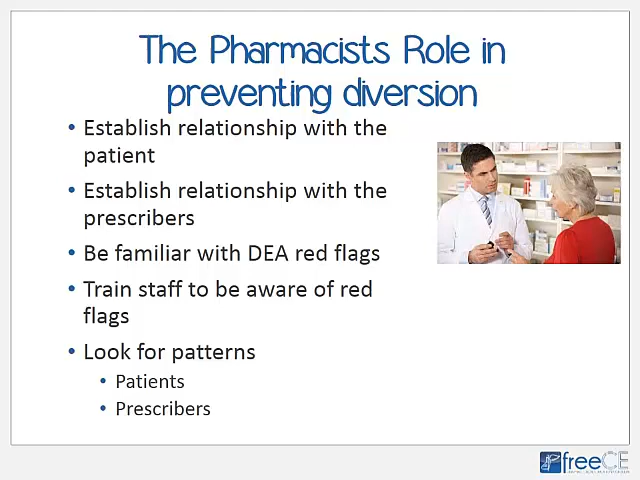 The Pharmacists Role in
preventing diversion
• Establish relationship with the
patient
• Establish relationship with the
prescribers
• Be familiar with DEA red flags
• Train staff to be aware of red
flags
• Look for patterns
• Patients
• Prescribers
freeCE